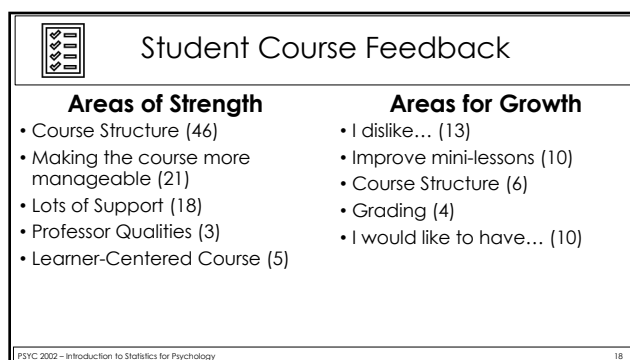 Student Course Feedback
Areas of Strength
• Course Structure (46)
• Making the course more
manageable (21)
• Lots of Support (18)
• Professor Qualities (3)
• Learner-Centered Course (5)
Areas for Growth
• I dislike… (13)
• Improve mini-lessons (10)
• Course Structure (6)
• Grading (4)
• I would like to have… (10)
PSYC 2002 – Introduction to Statistics for Psychology
18